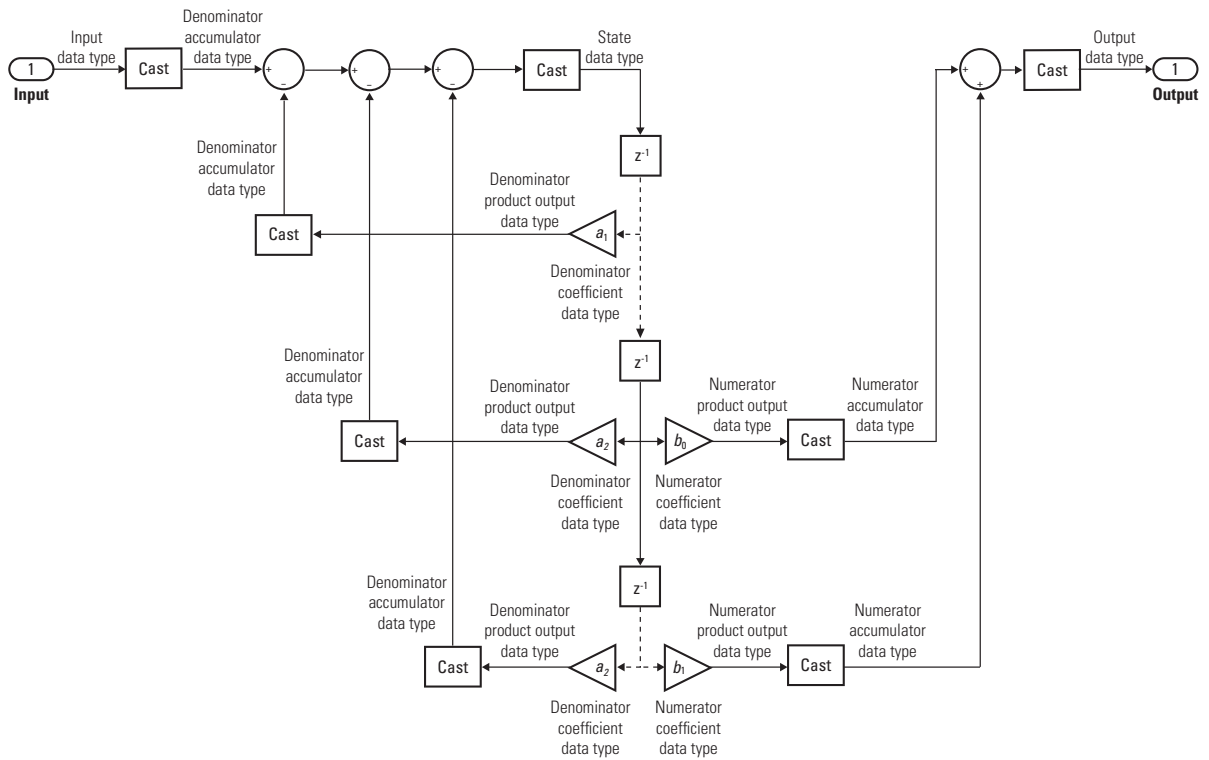 Input
data type
1
Input
Cast
Denominator
accumulator
data type
+
−
+
−
+
−
Cast
State
data type
+
+
Cast
Output
data type
1
Output
z-1
Denominator
accumulator
data type
Cast
Denominator
product output
data type
a1
Denominator
coefficient
data type
z-1
Denominator
accumulator
data type
Cast
Denominator
product output
data type
a2
Denominator
coefficient
data type
b0
Numerator
coefficient
data type
Numerator
product output
data type
Cast
Numerator
accumulator
data type
z-1
Denominator
accumulator
data type
Cast
Denominator
product output
data type
a2
Denominator
coefficient
data type
b1
Numerator
coefficient
data type
Numerator
product output
data type
Cast
Numerator
accumulator
data type